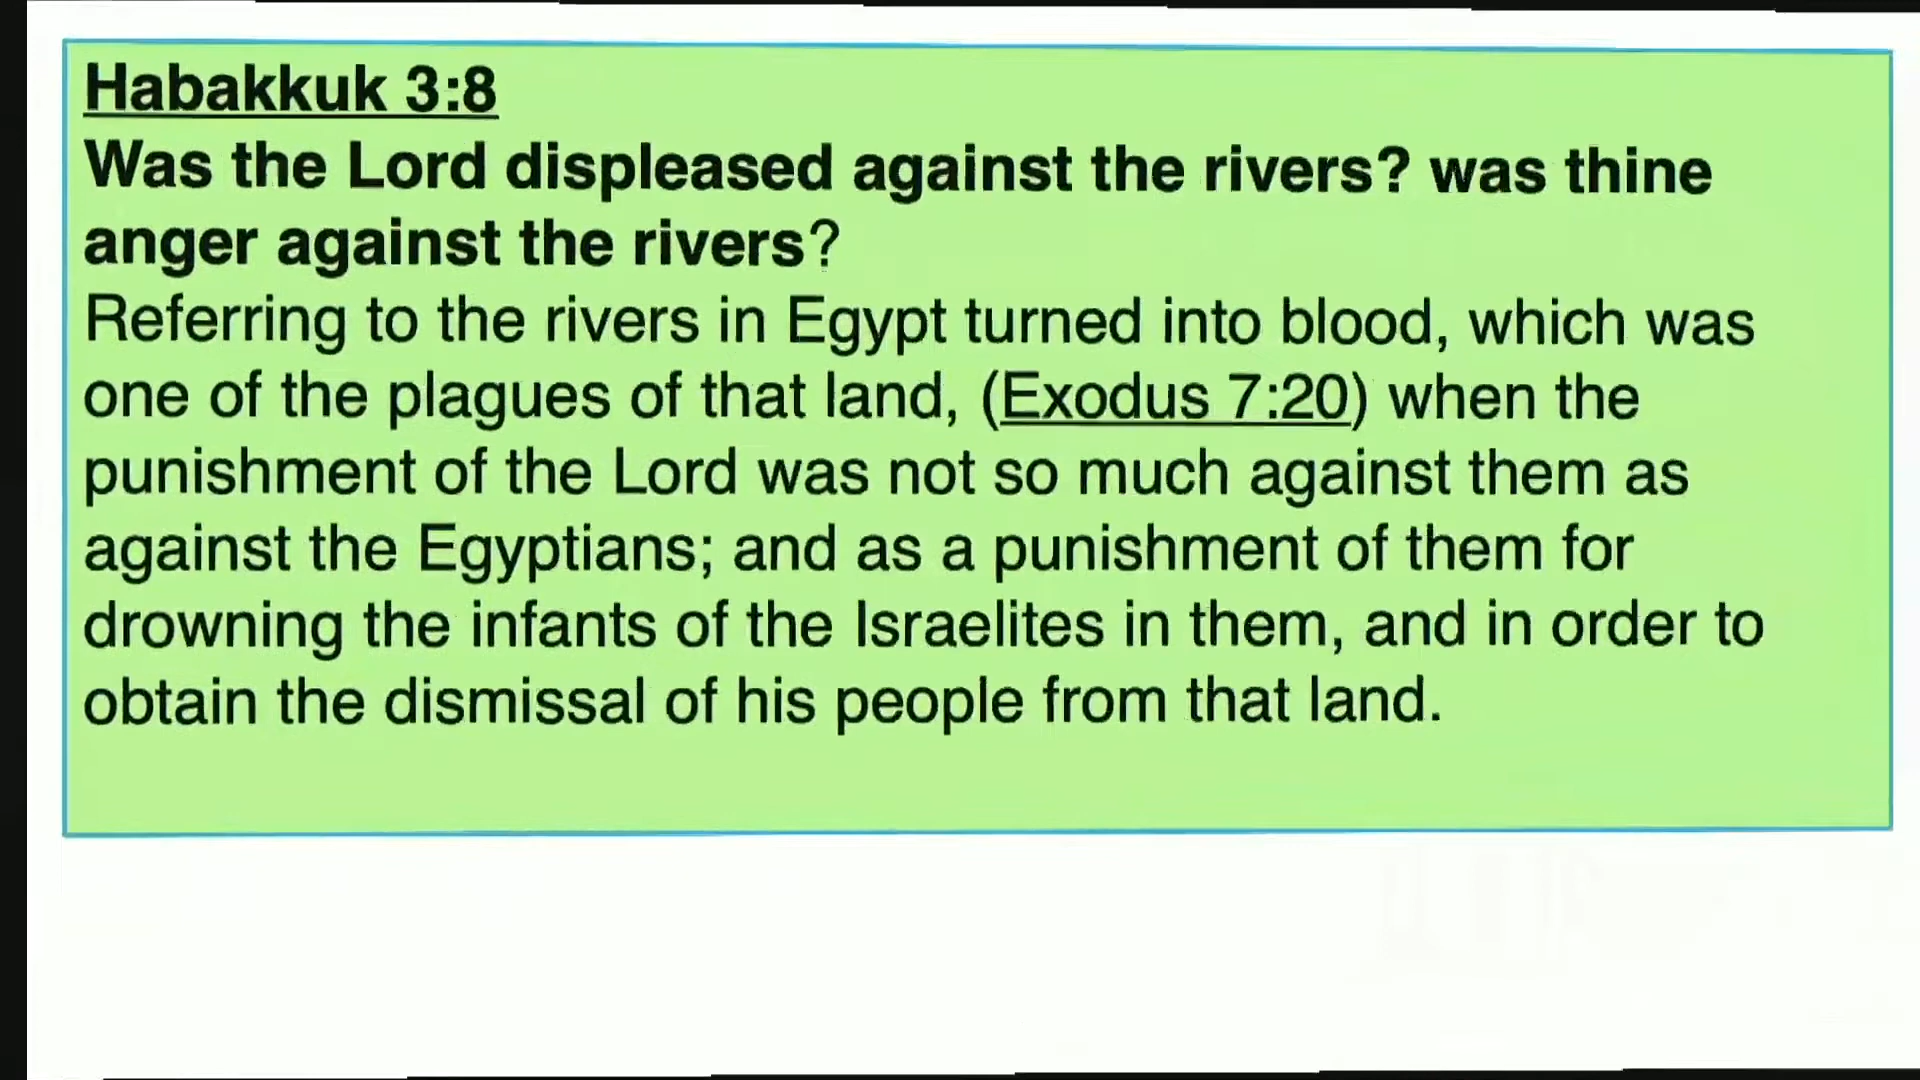 Habakkuk 3:8
Was the Lord displeased against the rivers? was thine
anger against the rivers?
Referring to the rivers in Egypt turned into blood, which was
one of the plagues of that land, (Exodus 7:20) when the
punishment of the Lord was not so much against them as
against the Egyptians; and as a punishment of them for
drowning the infants of the Israelites in them, and in order to
obtain the dismissal of his people from that land.